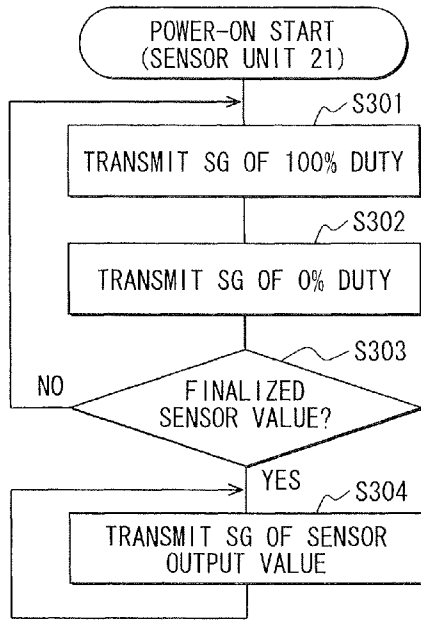 POWER-ON START
(SENSOR UNIT 21)
S301
TRANSMIT SG OF 100% DUTY
S302
TRANSMIT SG OF 0% DUTY
S303
NO
FINALIZED
SENSOR VALUE?
YES
S304
TRANSMIT SG OF SENSOR
OUTPUT VALUE